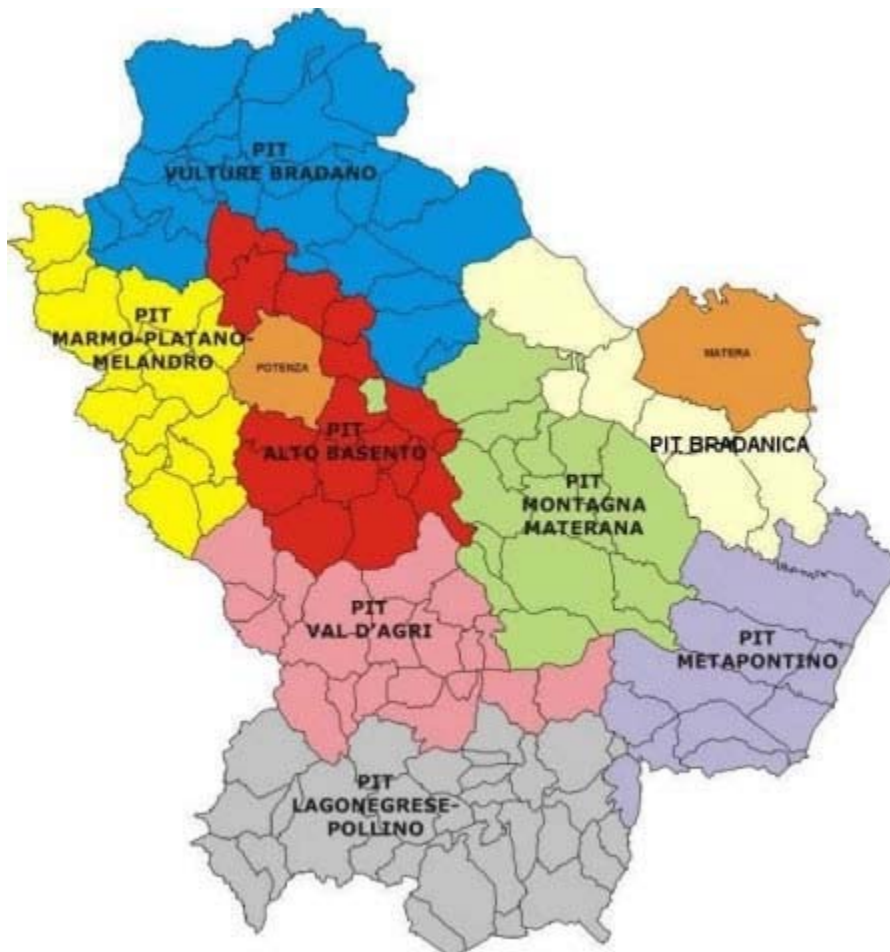 PIT
VULTURE BRADANO
PIT
MARMO-PLATANO-
MELANDRO
POTENZA
MATERA
PIT
ALTO BASENTO
PIT BRADANICA
PIT
MONTAGNA
MATERANA
PIT
VAL D'AGRI
PIT
METAPONTINO
PIT
LAGONEGRESE-
POLLINO